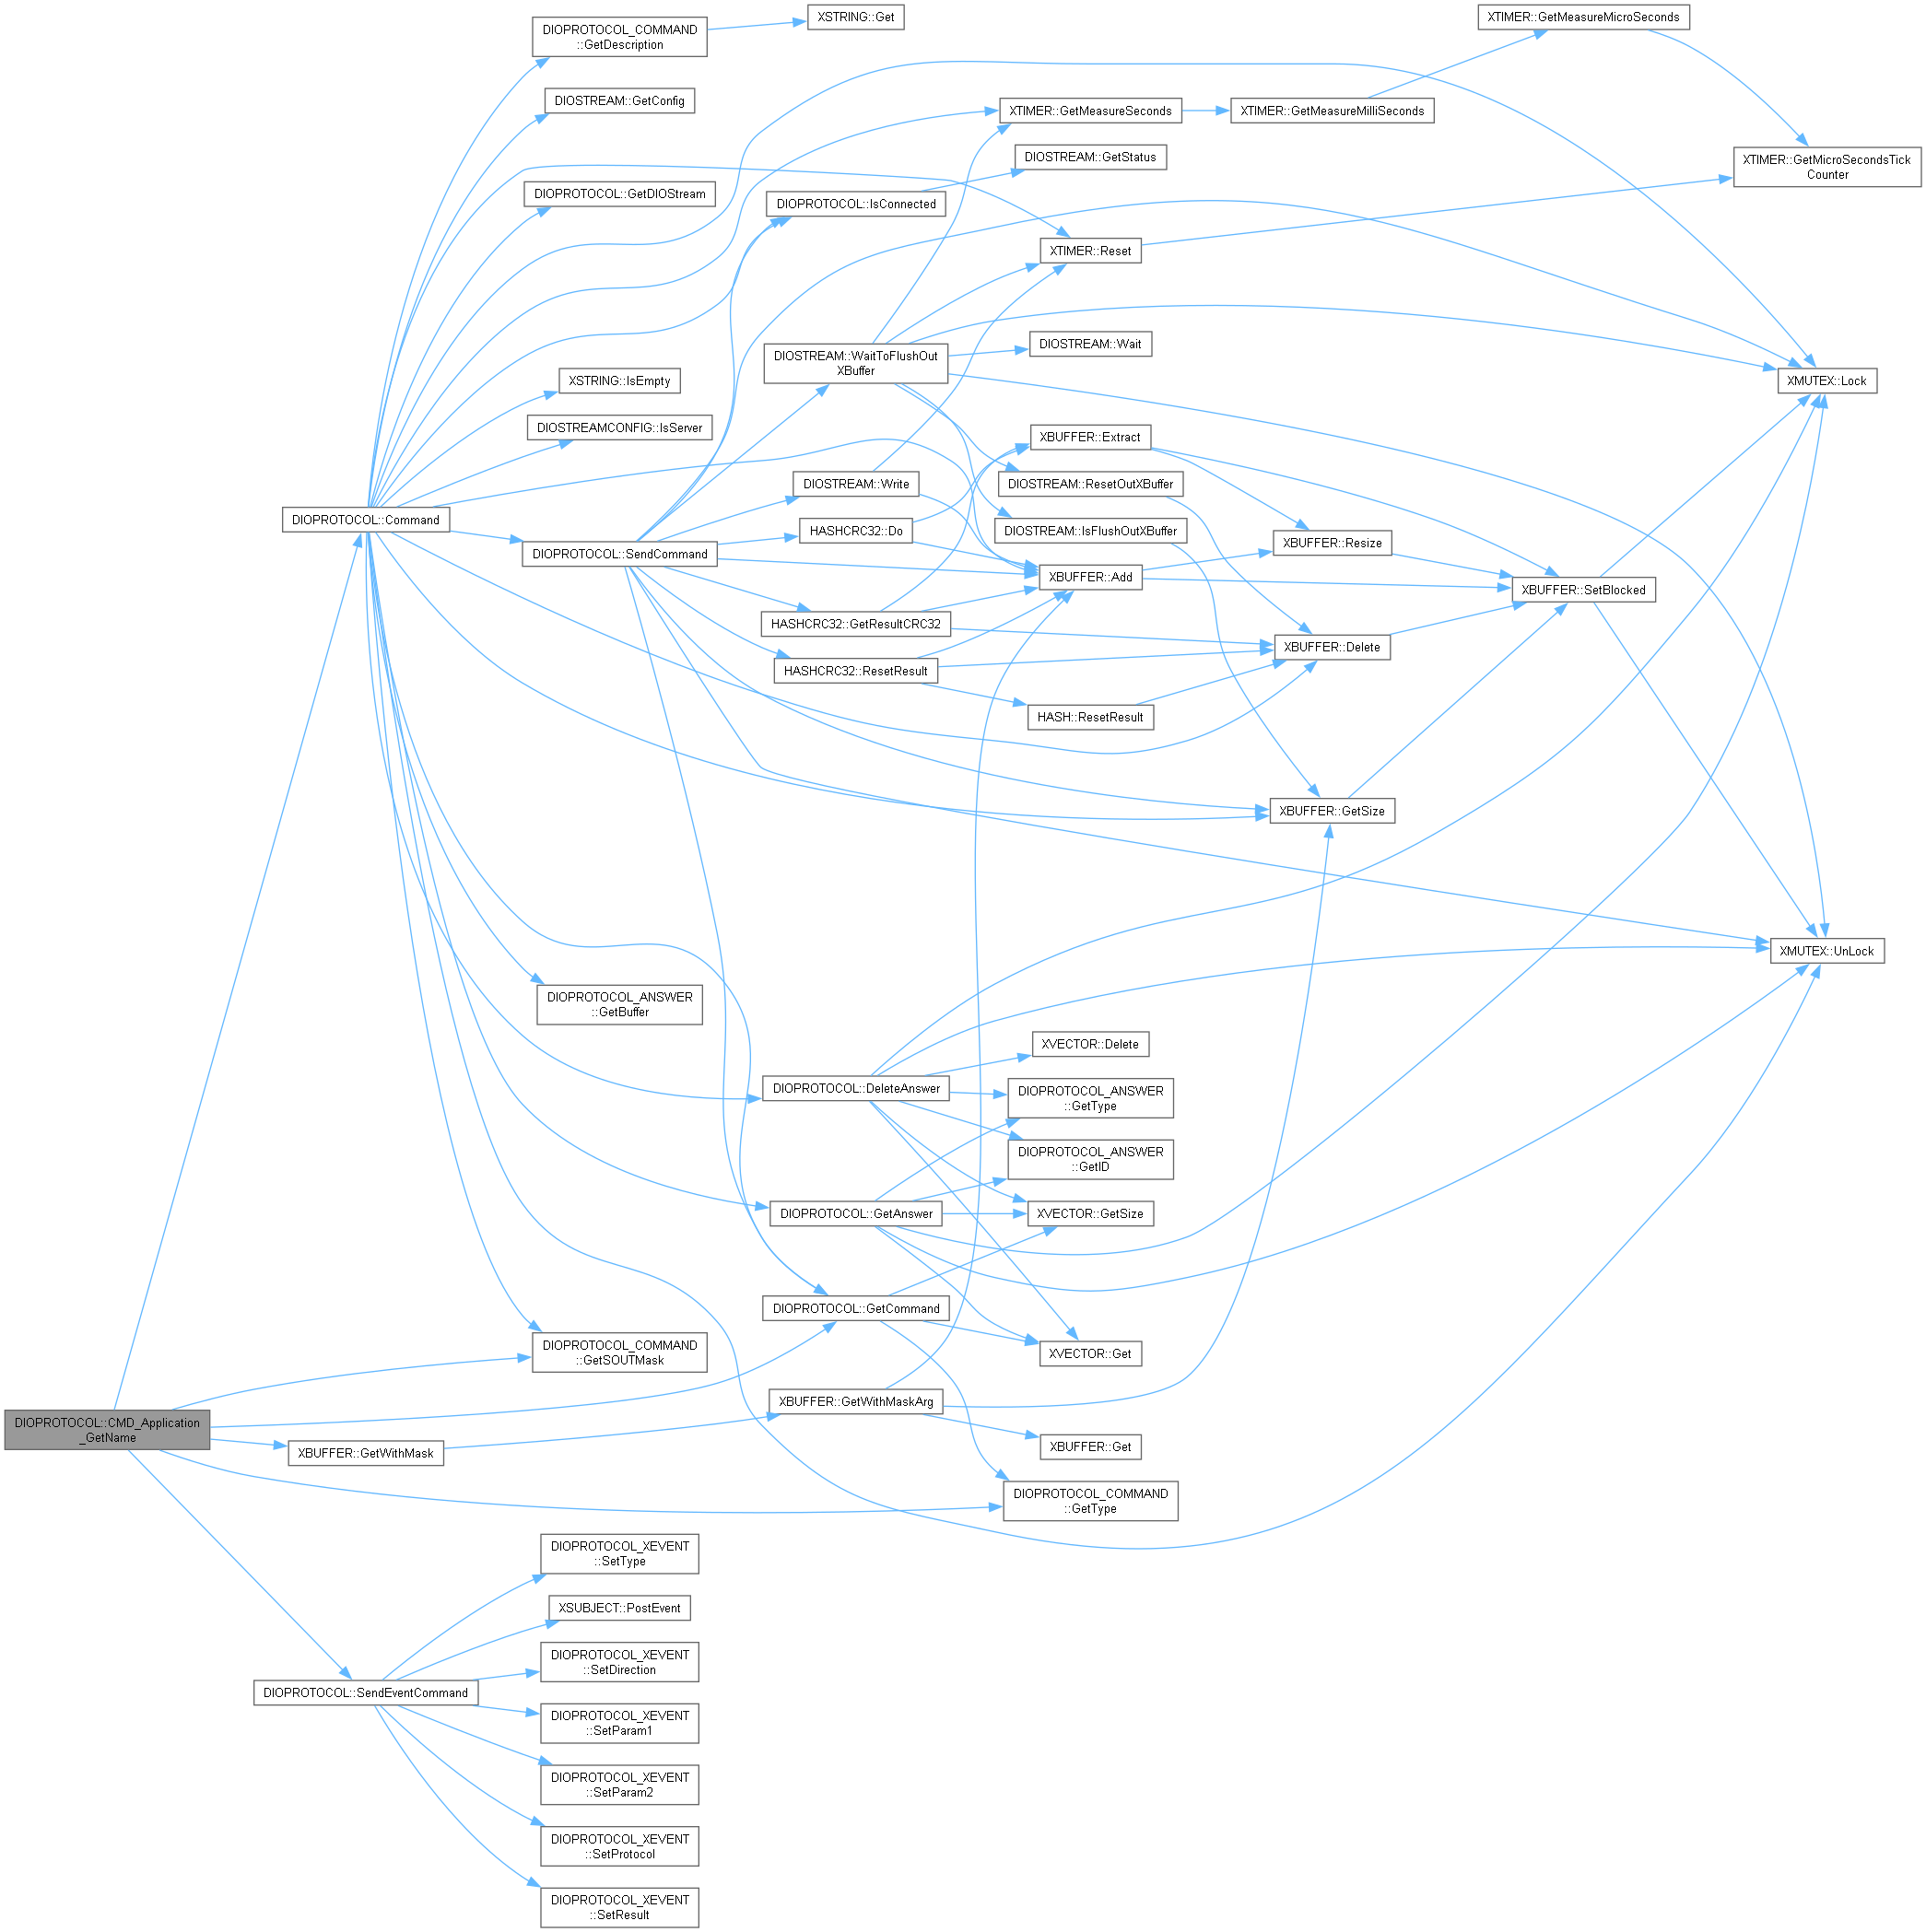 DIOPROTOCOL::CMD_Application
_GetName
DIOPROTOCOL::Command
DIOPROTOCOL_COMMAND
::GetDescription
XSTRING::Get
DIOSTREAM::GetConfig
DIOPROTOCOL::GetDIOStream
XSTRING::IsEmpty
DIOSTREAMCONFIG::IsServer
DIOPROTOCOL::SendCommand
DIOPROTOCOL_ANSWER
::GetBuffer
DIOPROTOCOL_COMMAND
::GetSOUTMask
XBUFFER::GetWithMask
DIOPROTOCOL::SendEventCommand
DIOPROTOCOL_XEVENT
::SetType
XSUBJECT::PostEvent
DIOPROTOCOL_XEVENT
::SetDirection
DIOPROTOCOL_XEVENT
::SetParam1
DIOPROTOCOL_XEVENT
::SetParam2
DIOPROTOCOL_XEVENT
::SetProtocol
DIOPROTOCOL_XEVENT
::SetResult
DIOPROTOCOL::IsConnected
DIOSTREAM::WaitToFlushOut
XBuffer
DIOSTREAM::Write
HASHCRC32::Do
HASHCRC32::GetResultCRC32
HASHCRC32::ResetResult
DIOPROTOCOL::DeleteAnswer
DIOPROTOCOL::GetAnswer
DIOPROTOCOL::GetCommand
XBUFFER::GetWithMaskArg
XTIMER::GetMeasureSeconds
DIOSTREAM::GetStatus
XTIMER::Reset
DIOSTREAM::Wait
XBUFFER::Extract
DIOSTREAM::ResetOutXBuffer
DIOSTREAM::IsFlushOutXBuffer
XBUFFER::Add
HASH::ResetResult
XVECTOR::Delete
DIOPROTOCOL_ANSWER
::GetType
DIOPROTOCOL_ANSWER
::GetID
XVECTOR::GetSize
XVECTOR::Get
XBUFFER::Get
DIOPROTOCOL_COMMAND
::GetType
XTIMER::GetMeasureMilliSeconds
XBUFFER::Resize
XBUFFER::Delete
XBUFFER::GetSize
XTIMER::GetMeasureMicroSeconds
XBUFFER::SetBlocked
XTIMER::GetMicroSecondsTick
Counter
XMUTEX::Lock
XMUTEX::UnLock